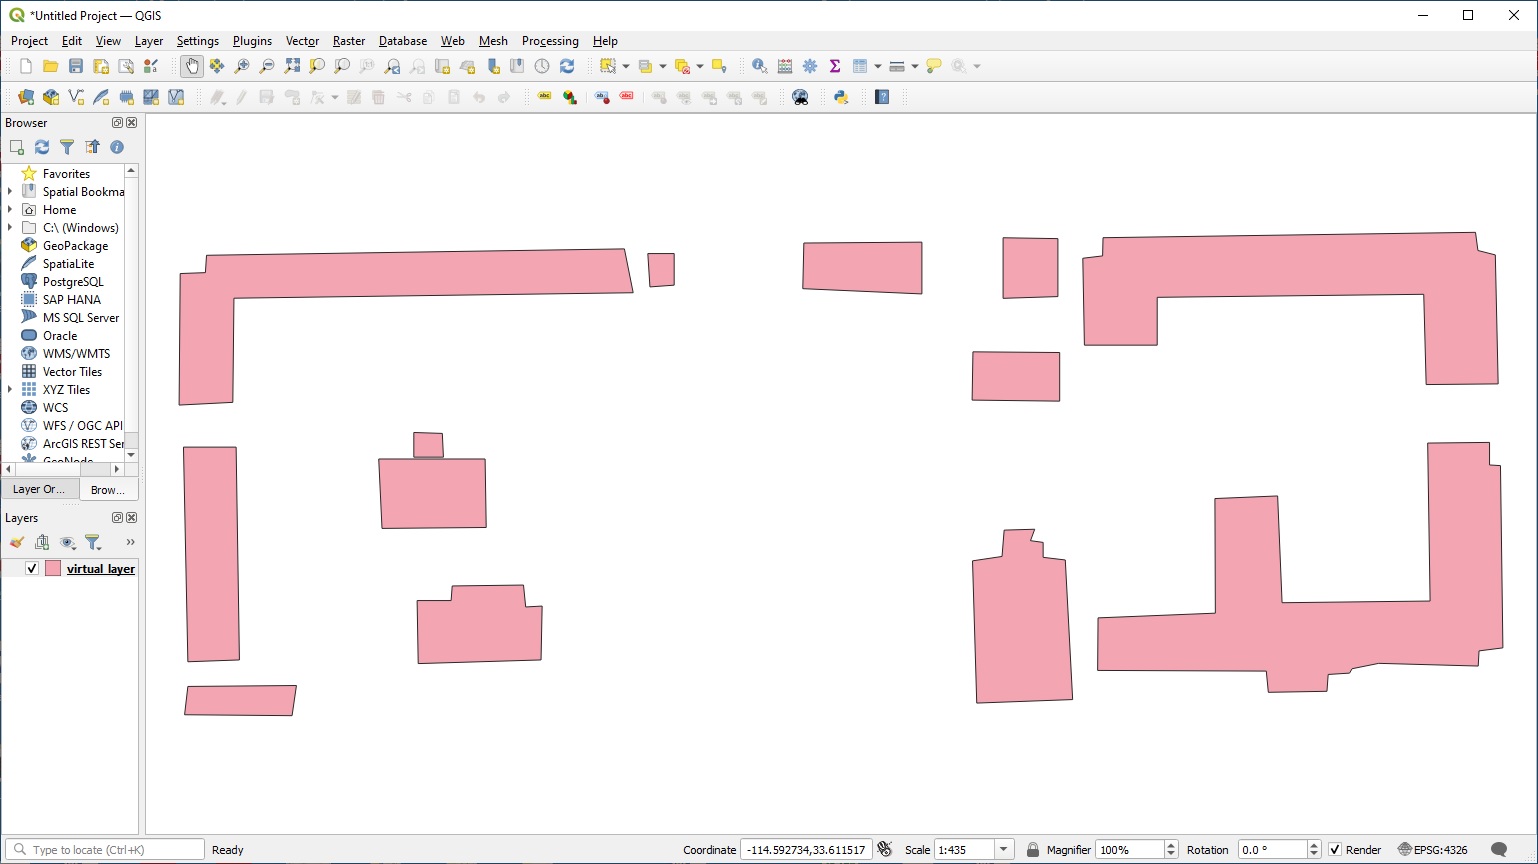 *Untitled Project — QGIS
Project Edit View Layer Settings Plugins Vector Raster Database Web Mesh Processing Help
Browser
Favorites
Spatial Bookma
Home
C:\ (Windows)
GeoPackage
SpatiaLite
PostgreSQL
SAP HANA
MS SQL Server
Oracle
WMS/WMTS
Vector Tiles
XYZ Tiles
WCS
WFS / OGC API
ArcGIS REST Ser
GeoNode
Layer Or... Brow...
Layers
virtual_layer
Type to locate (Ctrl+K) Ready Coordinate -114.592734,33.611517 Scale 1:435 Magnifier 100% Rotation 0.0 ° Render EPSG:4326